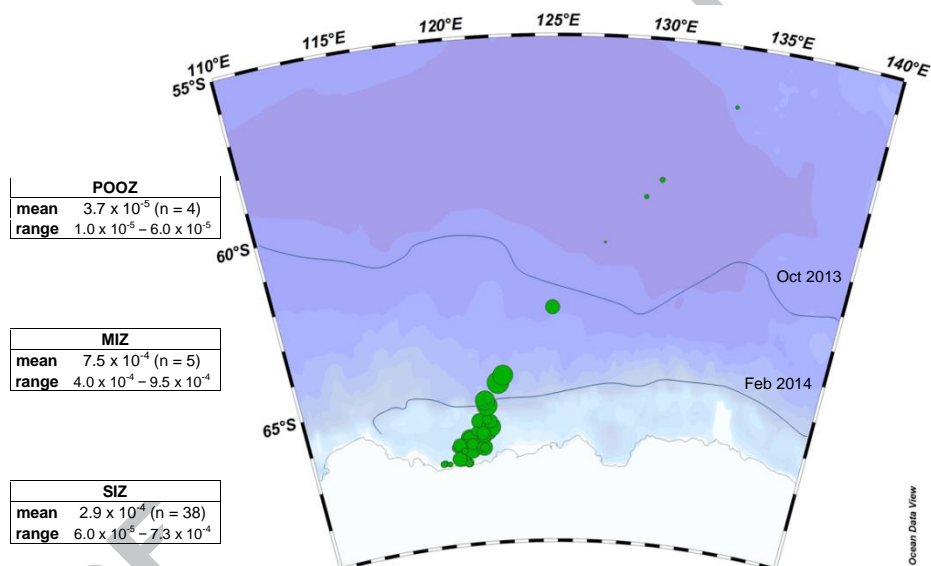 110°E
115°E
120°E
125°E
130°E
135°E
140°E
55°S
60°S
65°S
POOZ
mean 3.7 x 10⁻⁵ (n = 4)
range 1.0 x 10⁻⁵ – 6.0 x 10⁻⁵
MIZ
mean 7.5 x 10⁻⁴ (n = 5)
range 4.0 x 10⁻⁴ – 9.5 x 10⁻⁴
SIZ
mean 2.9 x 10⁻⁴ (n = 38)
range 6.0 x 10⁻⁵ – 7.3 x 10⁻⁴
Oct 2013
Feb 2014
Ocean Data View